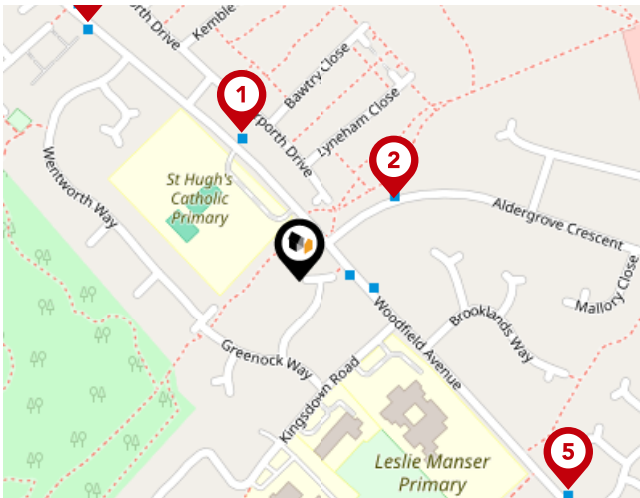 rth Drive
Kemble
Bawtry Close
1
rporth Drive
Lyneham Close
2
St Hugh's
Catholic
Primary
Wentworth Way
Aldergrove Crescent
Mallory Close
Woodfield Avenue
Brooklands Way
Greenock Way
Kingsdown Road
5
Leslie Manser
Primary